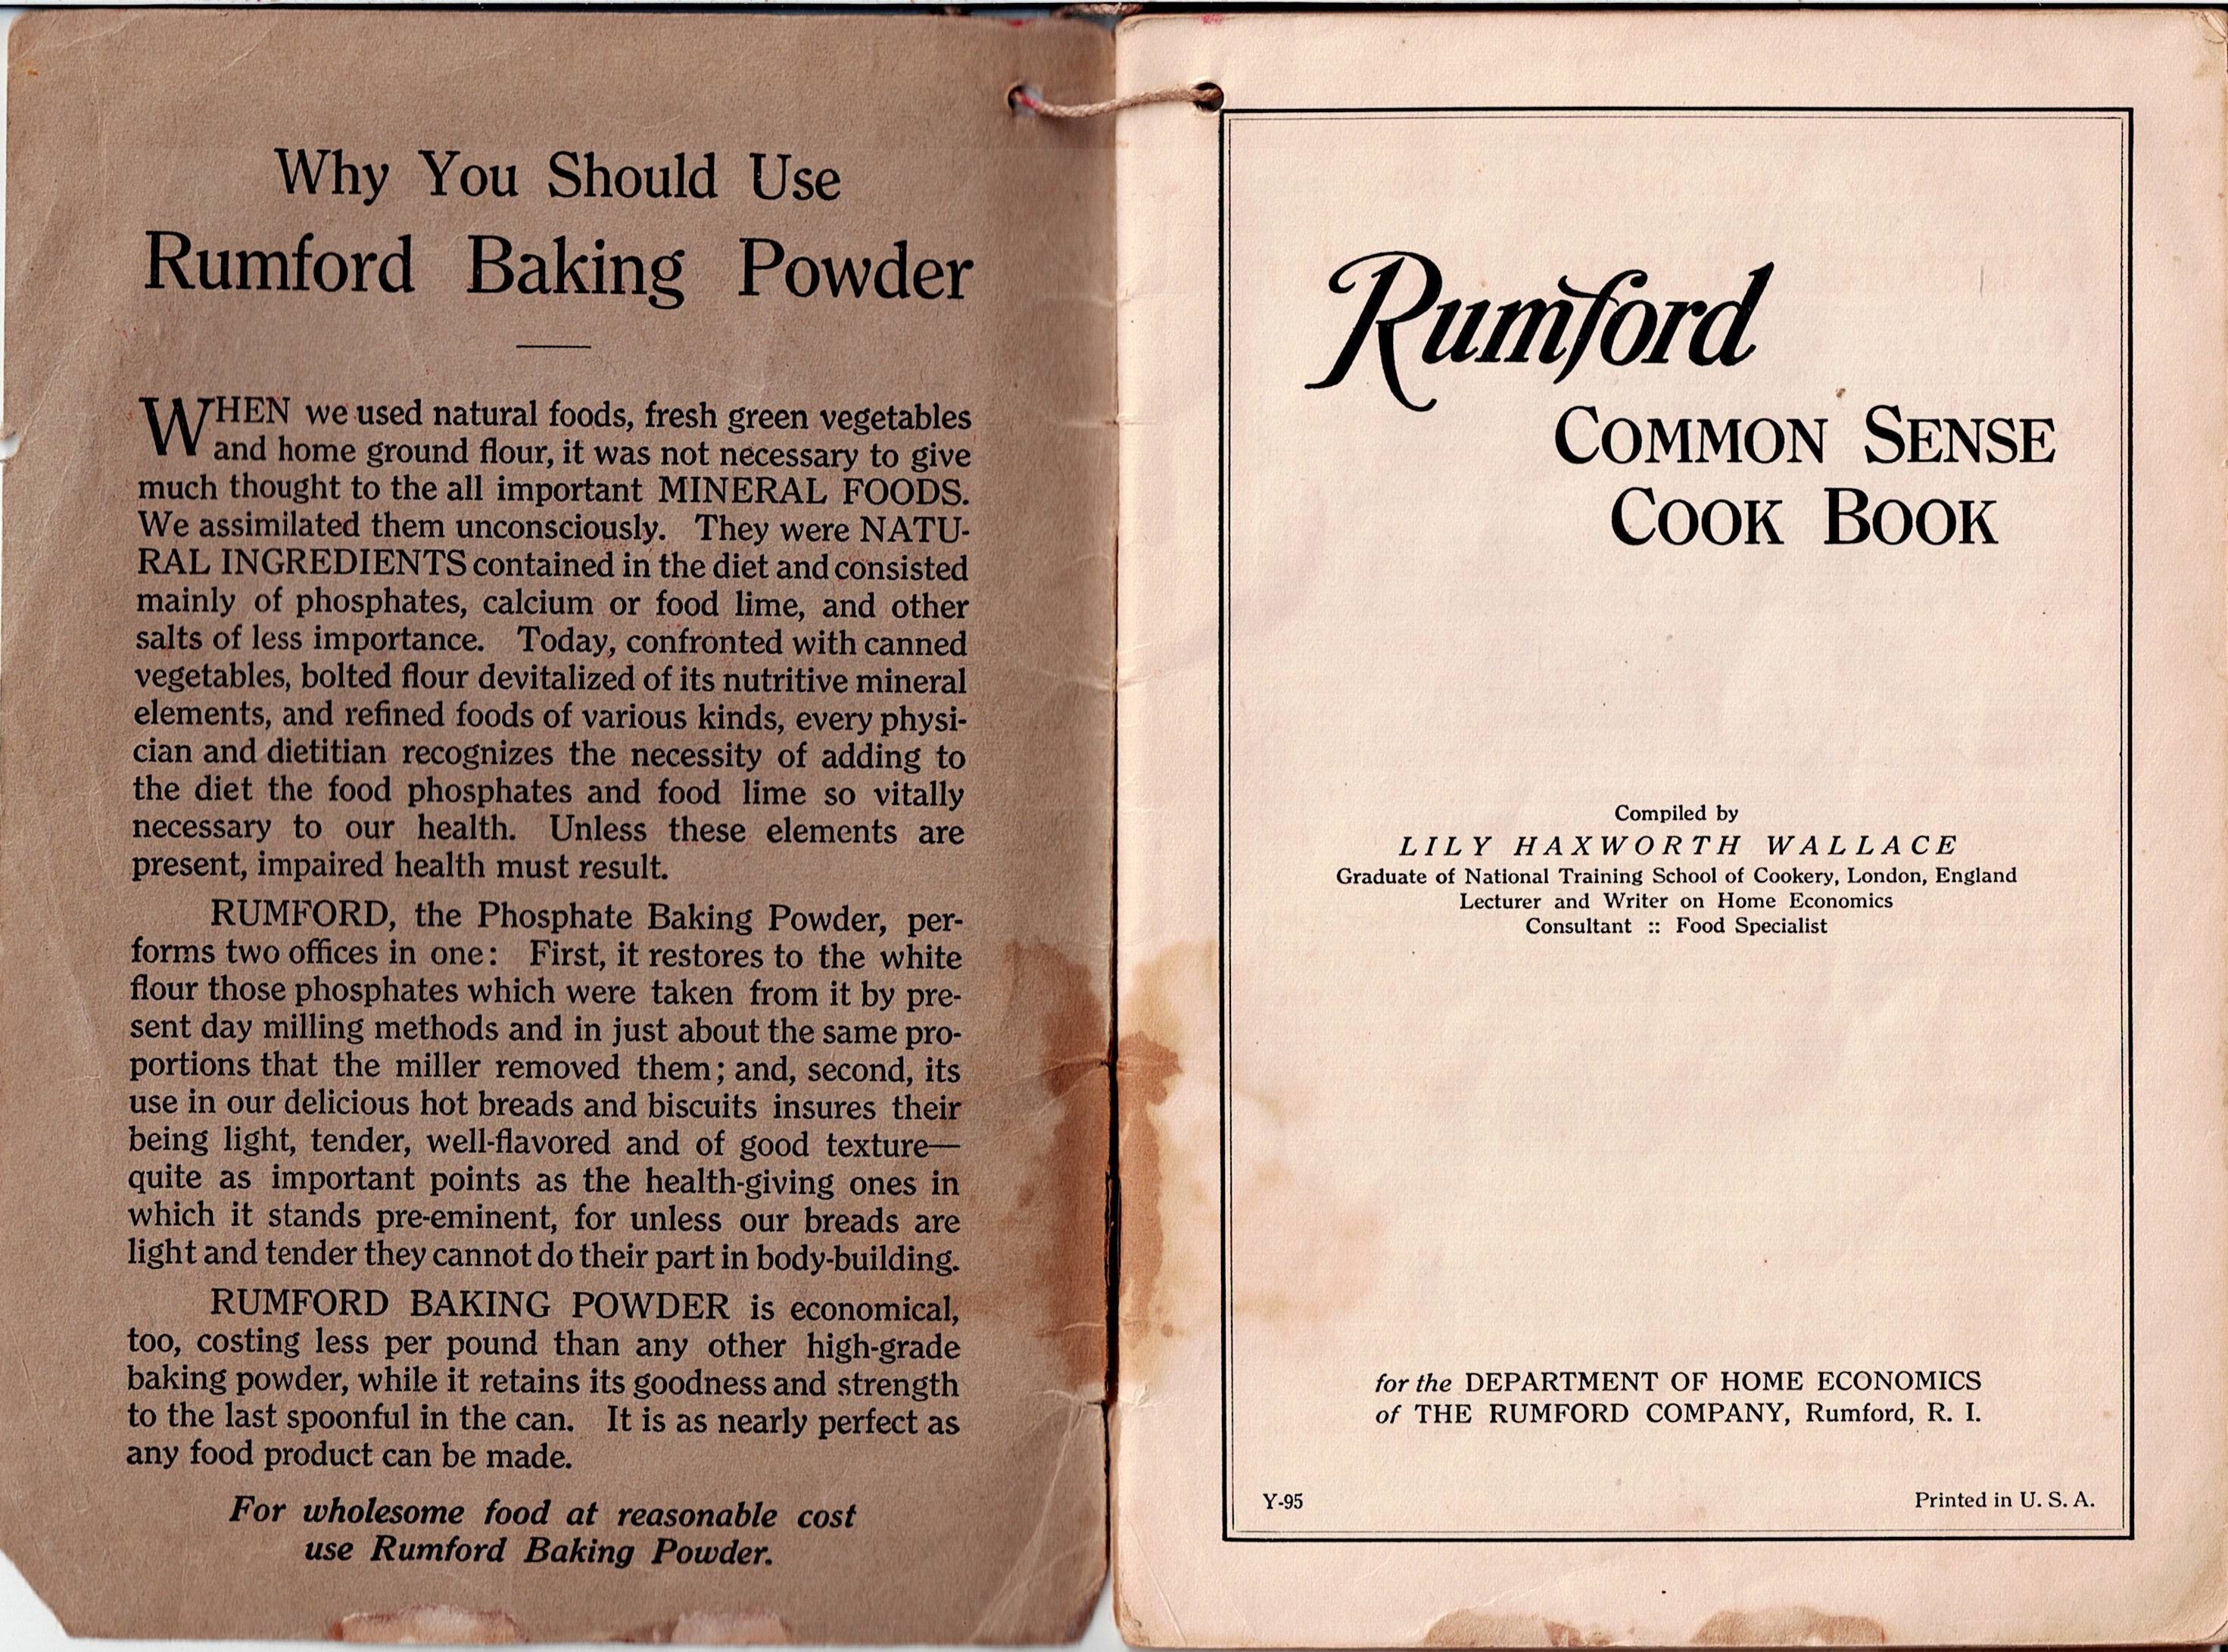 Why You Should Use
Rumford Baking Powder
WHEN we used natural foods, fresh green vegetables
and home ground flour, it was not necessary to give
much thought to the all important MINERAL FOODS.
We assimilated them unconsciously. They were NATU-
RAL INGREDIENTS contained in the diet and consisted
mainly of phosphates, calcium or food lime, and other
salts of less importance. Today, confronted with canned
vegetables, bolted flour devitalized of its nutritive mineral
elements, and refined foods of various kinds, every physi-
cian and dietitian recognizes the necessity of adding to
the diet the food phosphates and food lime so vitally
necessary to our health. Unless these elements are
present, impaired health must result.
RUMFORD, the Phosphate Baking Powder, per-
forms two offices in one: First, it restores to the white
flour those phosphates which were taken from it by pre-
sent day milling methods and in just about the same pro-
portions that the miller removed them; and, second, its
use in our delicious hot breads and biscuits insures their
being light, tender, well-flavored and of good texture—
quite as important points as the health-giving ones in
which it stands pre-eminent, for unless our breads are
light and tender they cannot do their part in body-building.
RUMFORD BAKING POWDER is economical,
too, costing less per pound than any other high-grade
baking powder, while it retains its goodness and strength
to the last spoonful in the can. It is as nearly perfect as
any food product can be made.
For wholesome food at reasonable cost
use Rumford Baking Powder.
Rumford
COMMON SENSE
COOK BOOK
Compiled by
LILY HAXWORTH WALLACE
Graduate of National Training School of Cookery, London, England
Lecturer and Writer on Home Economics
Consultant :: Food Specialist
for the DEPARTMENT OF HOME ECONOMICS
of THE RUMFORD COMPANY, Rumford, R. I.
Y-95
Printed in U. S. A.